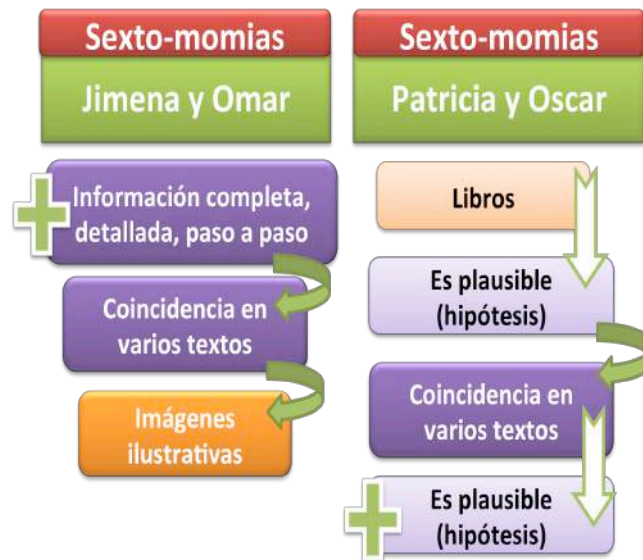 Sexto-momias
Jimena y Omar
Información completa,
detallada, paso a paso
Coincidencia en
varios textos
Imágenes
ilustrativas
Sexto-momias
Patricia y Oscar
Libros
Es plausible
(hipótesis)
Coincidencia en
varios textos
Es plausible
(hipótesis)